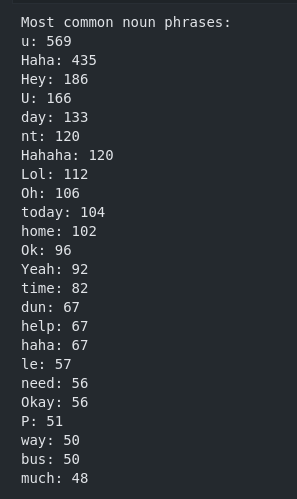 Most common noun phrases:
u: 569
Haha: 435
Hey: 186
U: 166
day: 133
nt: 120
Hahaha: 120
Lol: 112
Oh: 106
today: 104
home: 102
Ok: 96
Yeah: 92
time: 82
dun: 67
help: 67
haha: 67
le: 57
need: 56
Okay: 56
P: 51
way: 50
bus: 50
much: 48